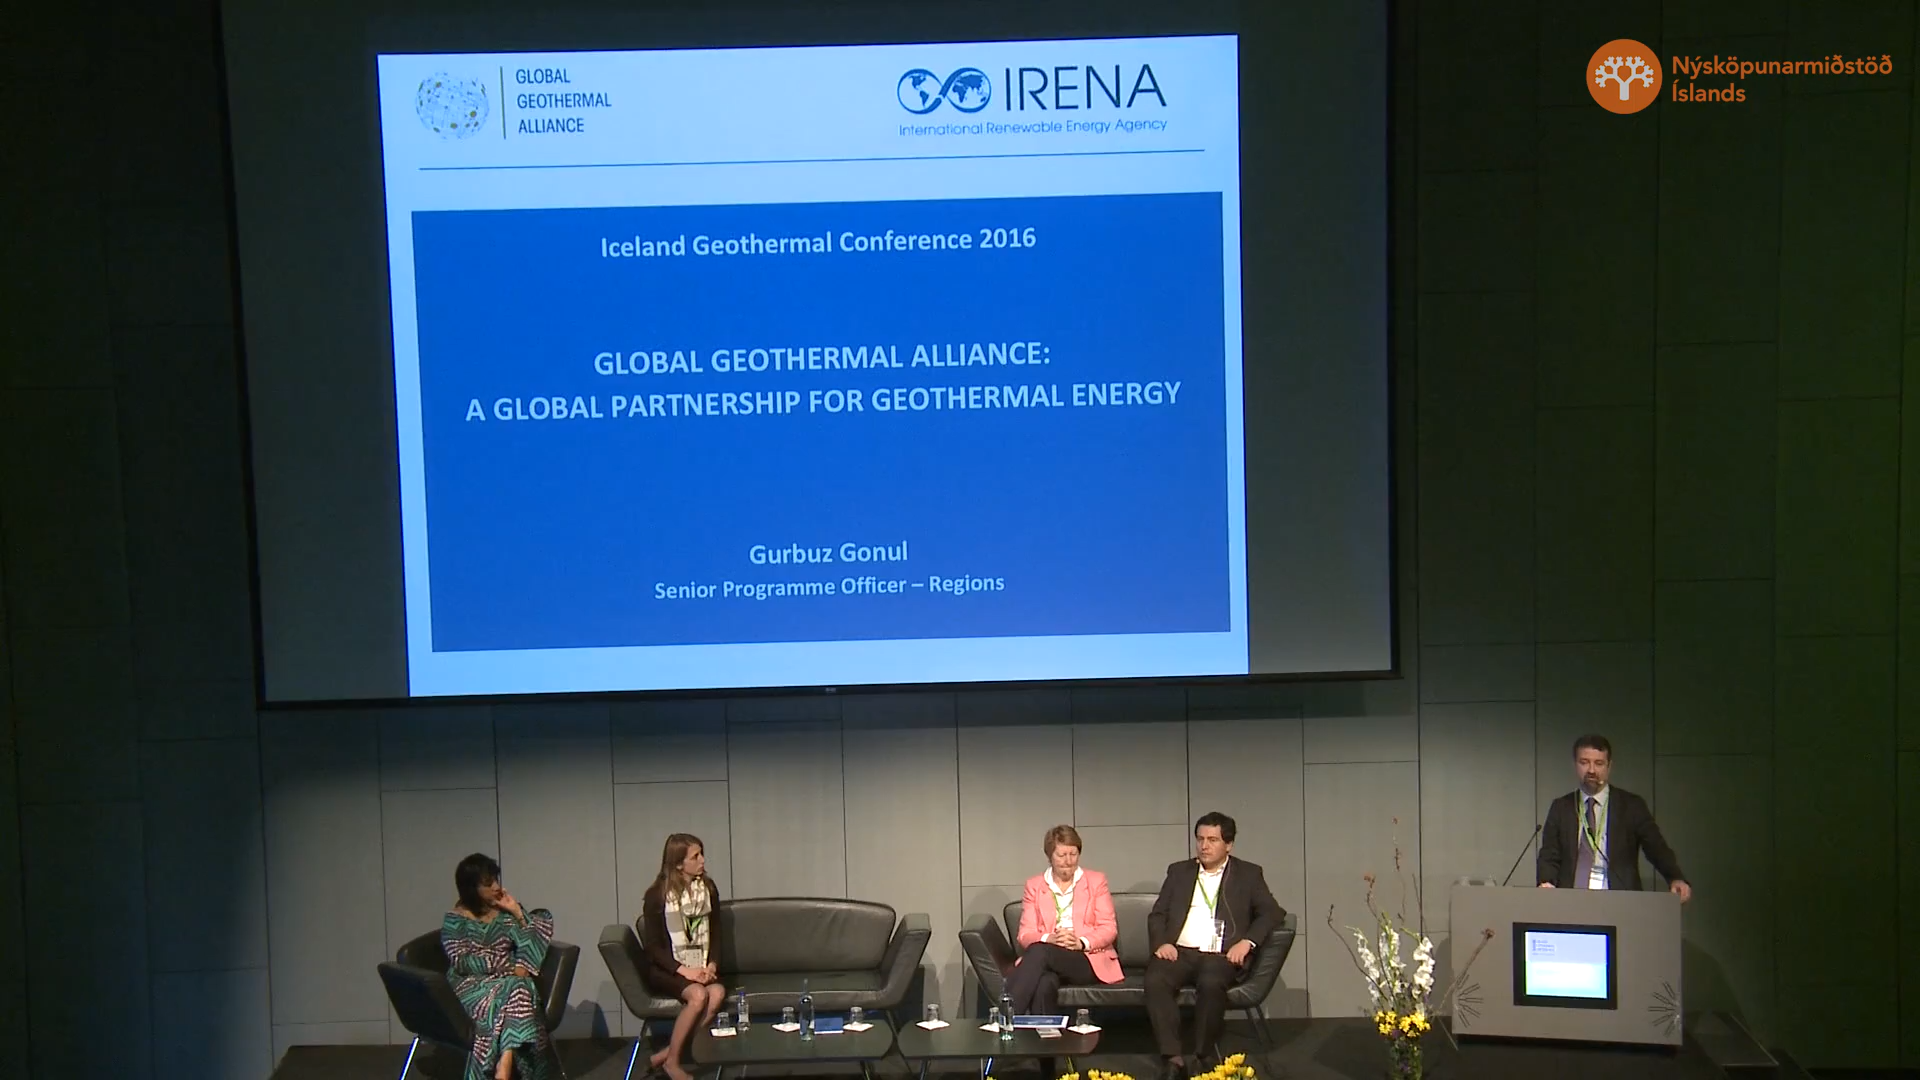 GLOBAL
GEOTHERMAL
ALLIANCE
IRENA
International Renewable Energy Agency
Nýsköpunarmiðstöð
Íslands
Iceland Geothermal Conference 2016
GLOBAL GEOTHERMAL ALLIANCE:
A GLOBAL PARTNERSHIP FOR GEOTHERMAL ENERGY
Gurbuz Gonul
Senior Programme Officer – Regions